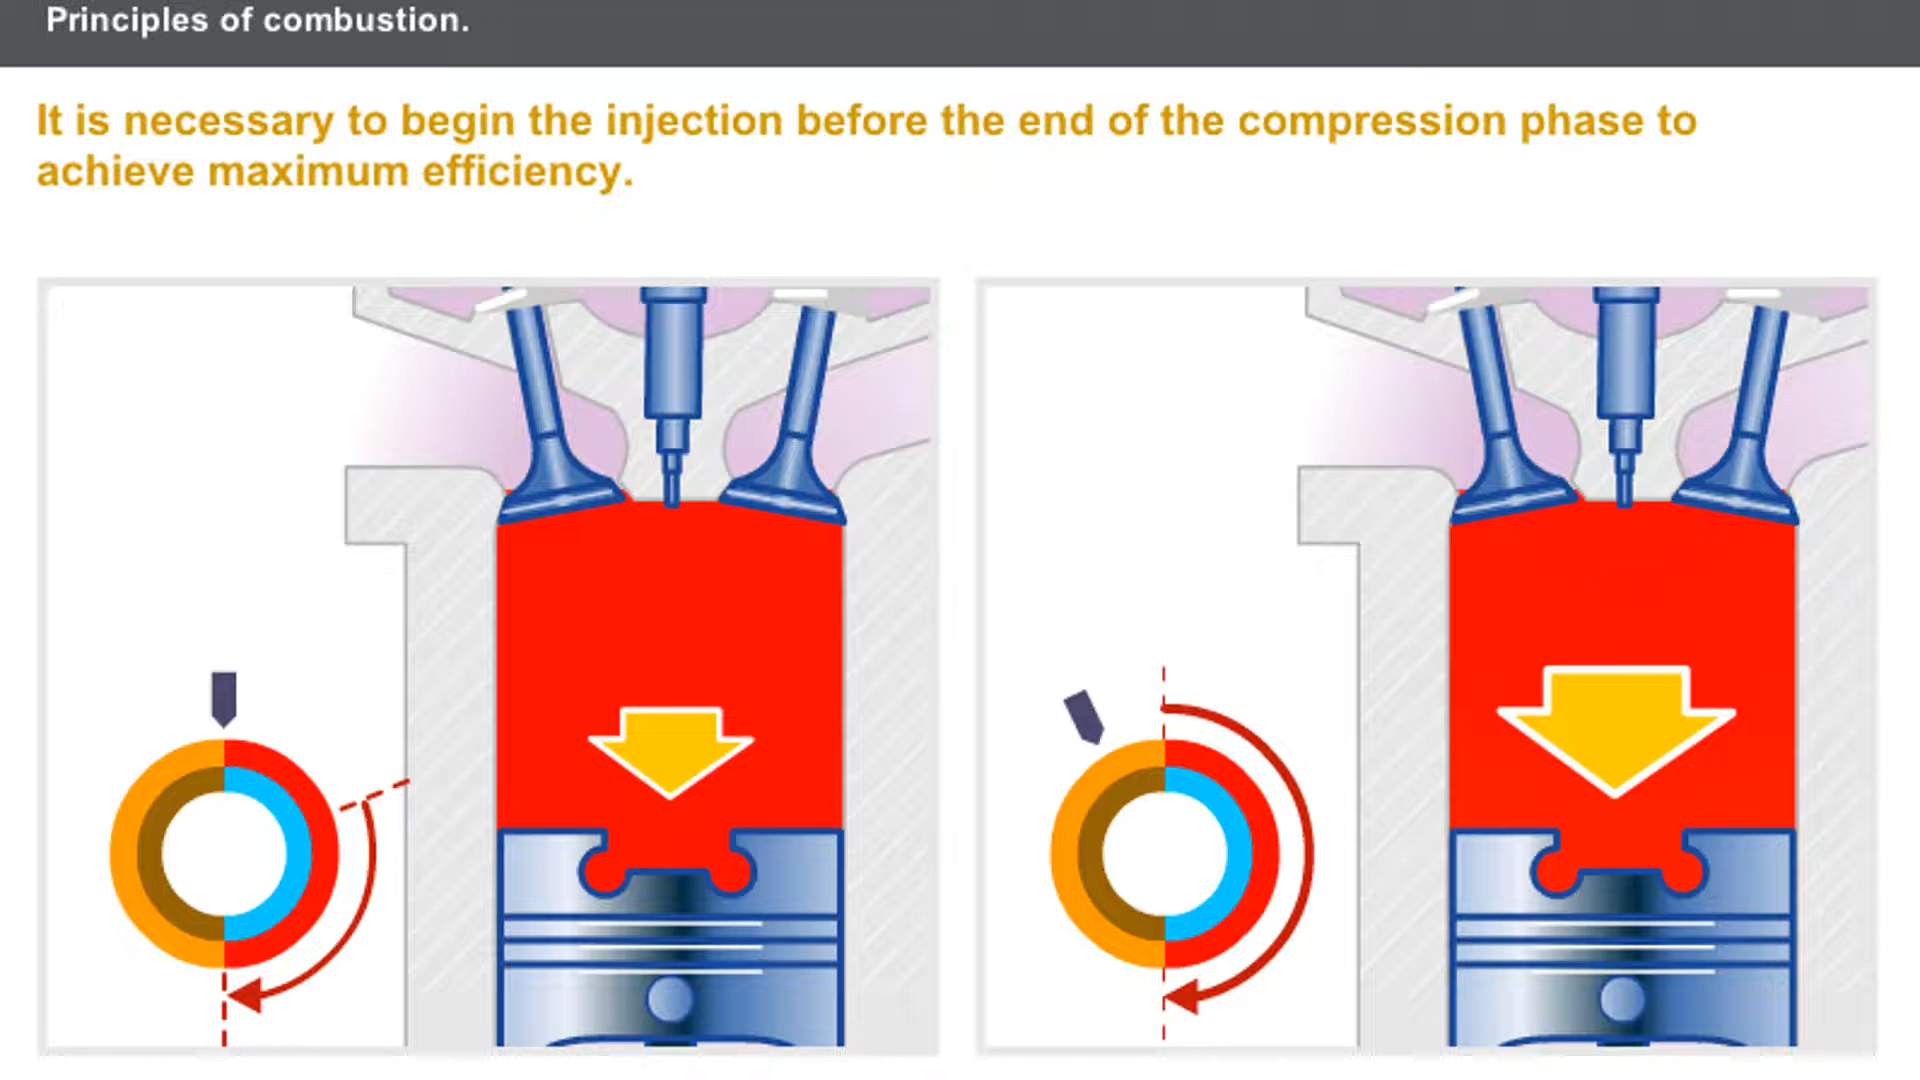 Principles of combustion.
It is necessary to begin the injection before the end of the compression phase to
achieve maximum efficiency.